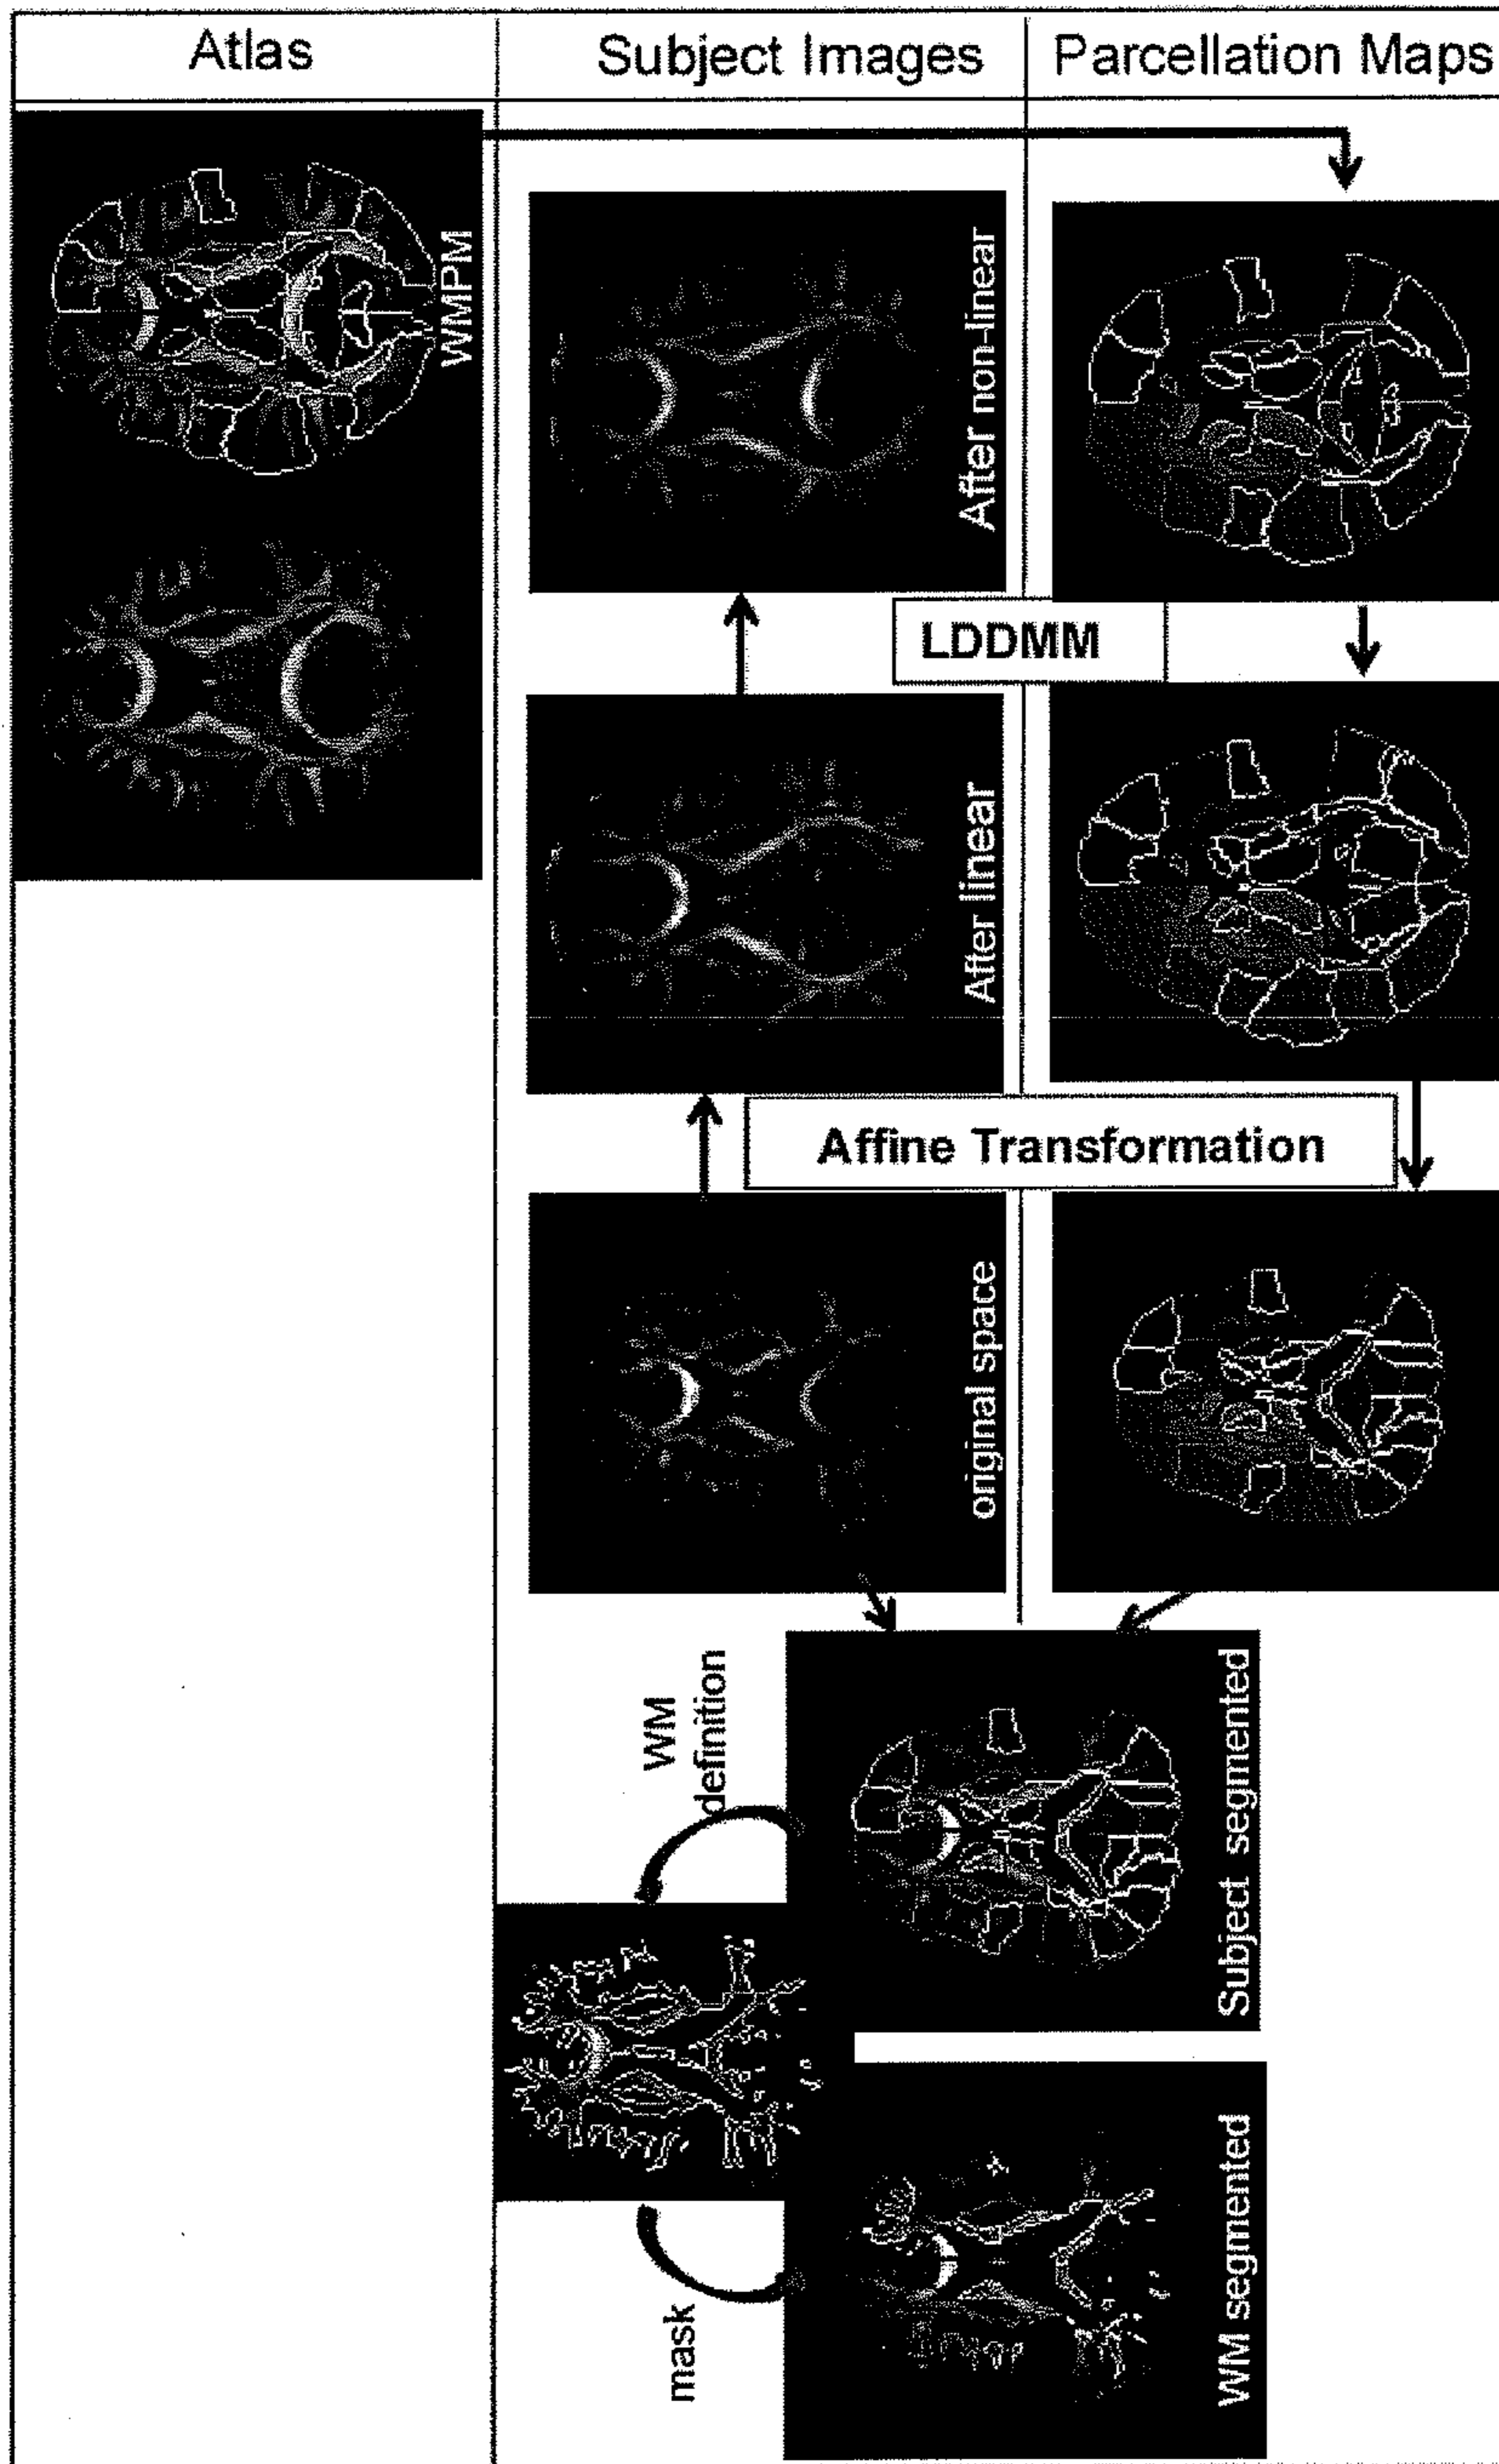 Atlas
Subject Images
Parcellation Maps
WMPM
After non-linear
LDDMM
After linear
Affine Transformation
original space
WM
definition
Subject segmented
mask
WM segmented